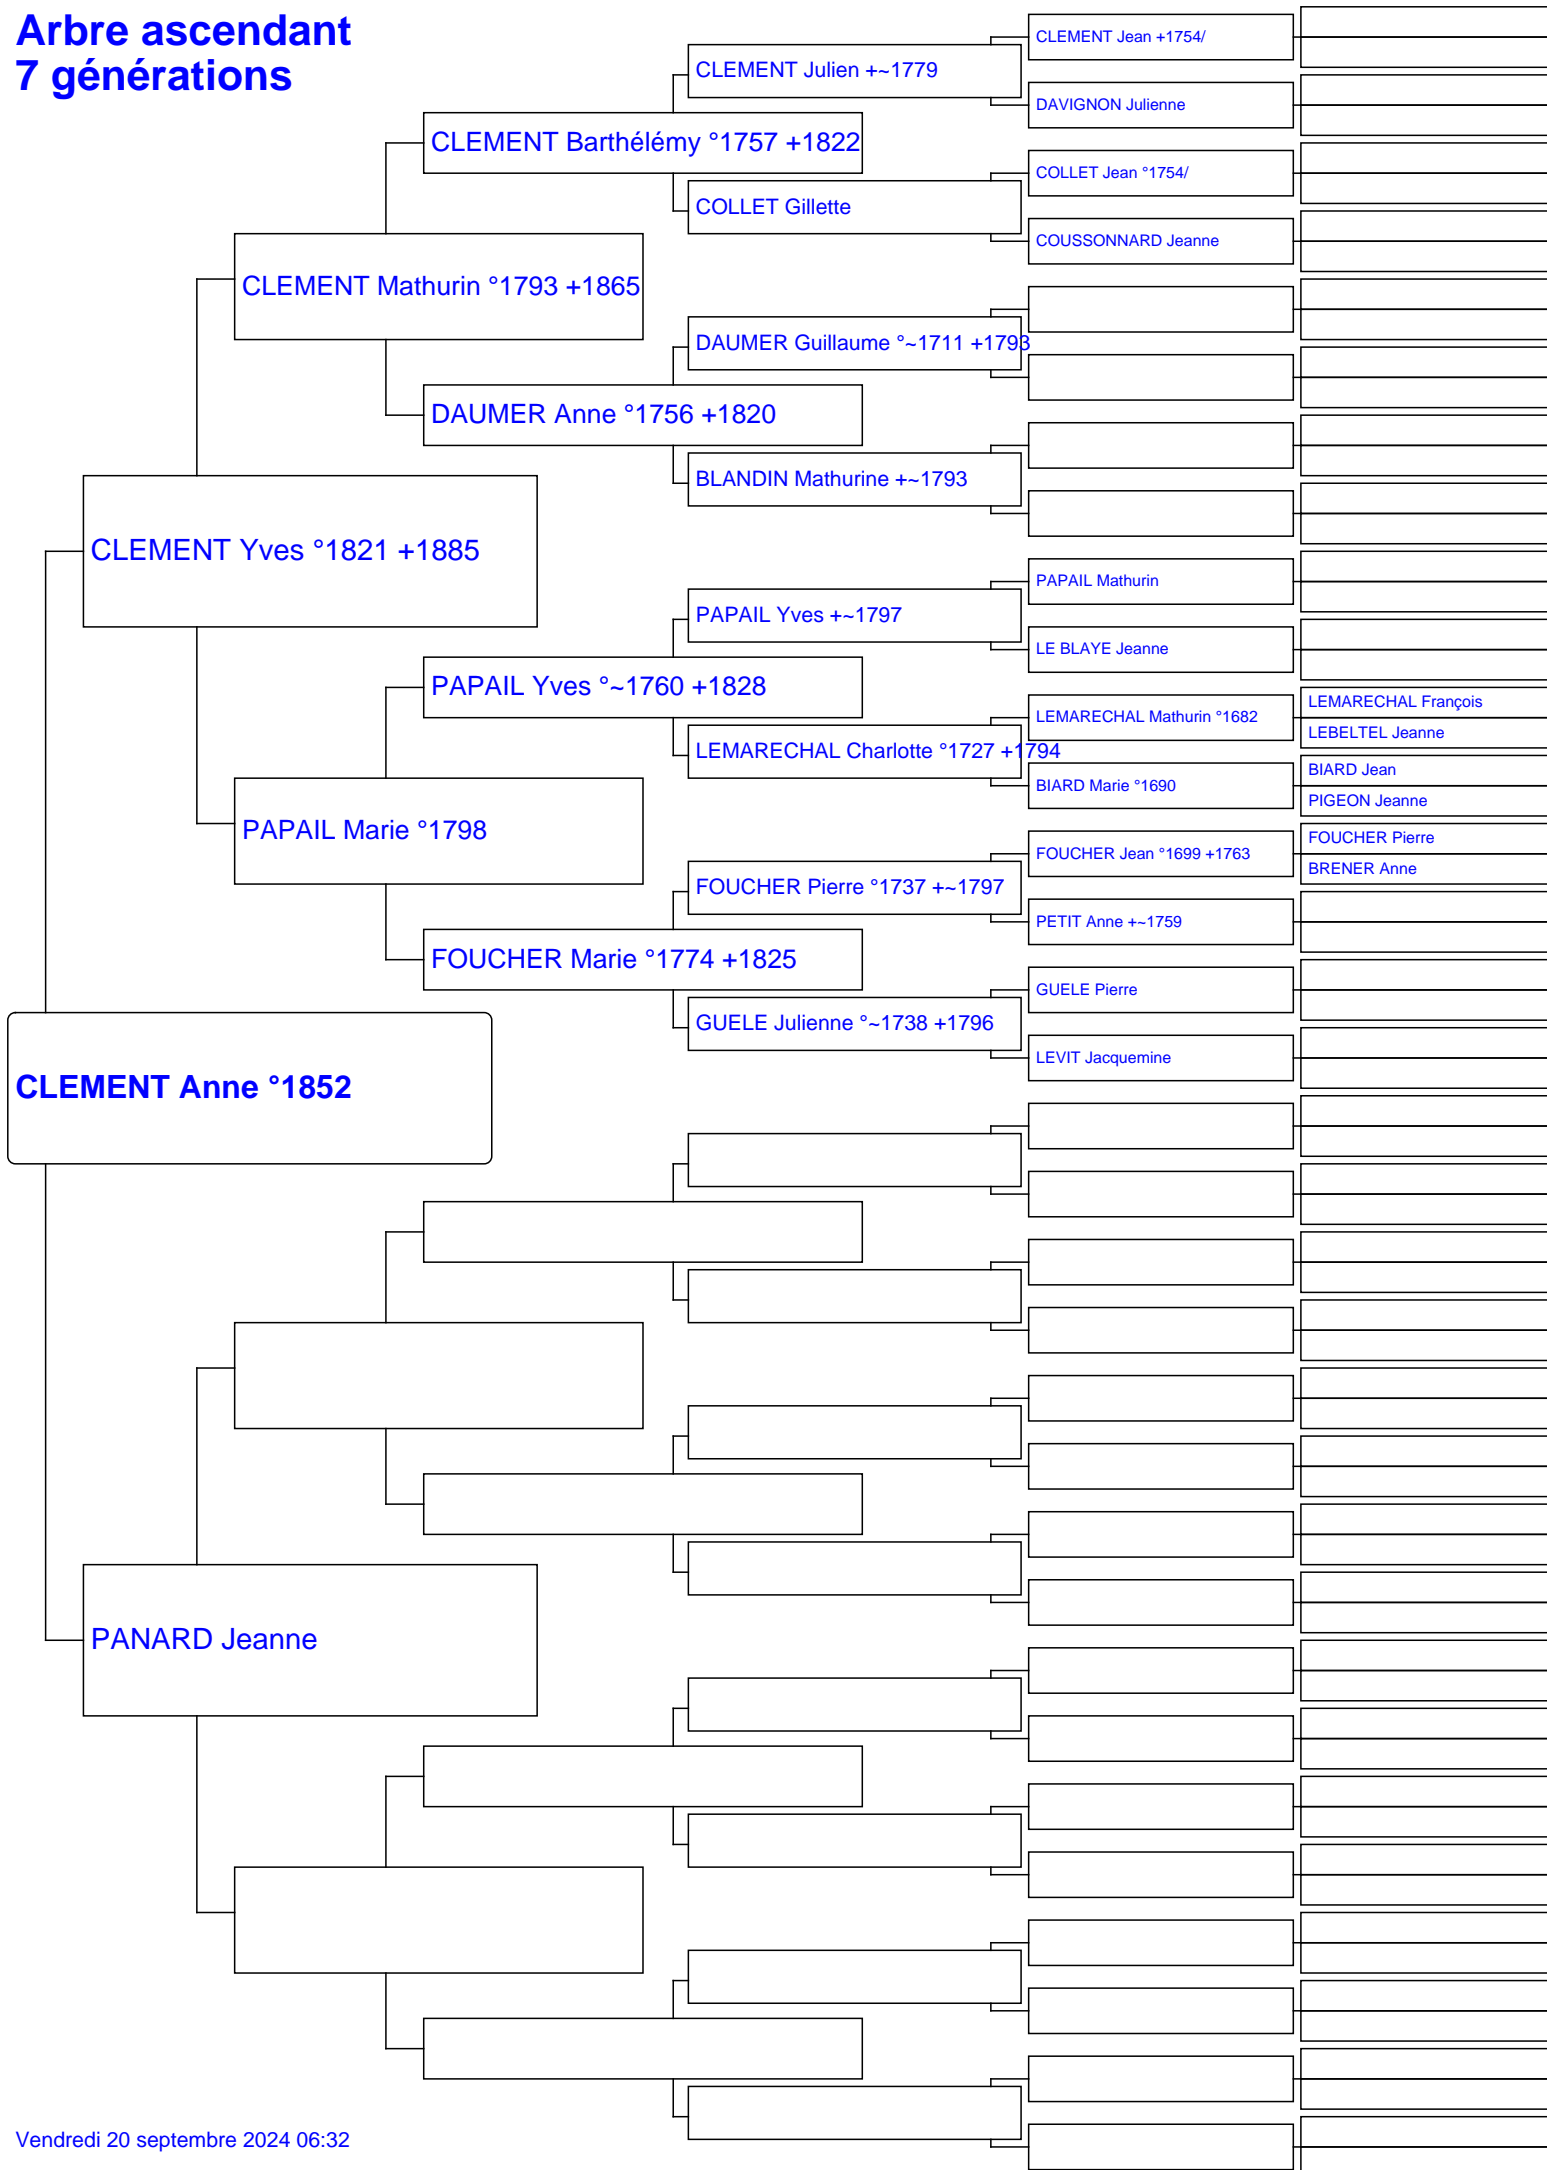 Arbre ascendant
7 générations
CLEMENT Jean +1754/
CLEMENT Julien +~1779
DAVIGNON Julienne
CLEMENT Barthélémy °1757 +1822
COLLET Jean °1754/
COLLET Gillette
COUSSONNARD Jeanne
CLEMENT Mathurin °1793 +1865
DAUMER Guillaume °~1711 +1793
DAUMER Anne °1756 +1820
BLANDIN Mathurine +~1793
CLEMENT Yves °1821 +1885
PAPAIL Mathurin
PAPAIL Yves +~1797
LE BLAYE Jeanne
PAPAIL Yves °~1760 +1828
LEMARECHAL François
LEMARECHAL Mathurin °1682
LEBELTEL Jeanne
LEMARECHAL Charlotte °1727 +1794
BIARD Jean
BIARD Marie °1690
PIGEON Jeanne
PAPAIL Marie °1798
FOUCHER Pierre
FOUCHER Jean °1699 +1763
BRENER Anne
FOUCHER Pierre °1737 +~1797
PETIT Anne +~1759
FOUCHER Marie °1774 +1825
GUELE Pierre
GUELE Julienne °~1738 +1796
LEVIT Jacquemine
CLEMENT Anne °1852
PANARD Jeanne
Vendredi 20 septembre 2024 06:32